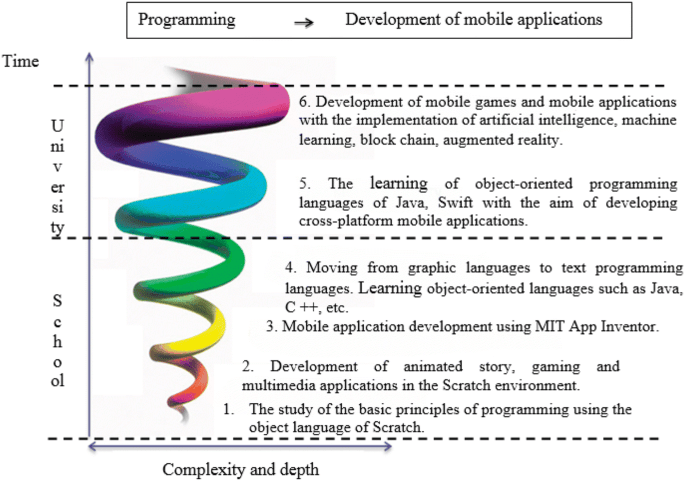 Programming → Development of mobile applications
Time
University
6. Development of mobile games and mobile applications
with the implementation of artificial intelligence, machine
learning, block chain, augmented reality.
5. The learning of object-oriented programming
languages of Java, Swift with the aim of developing
cross-platform mobile applications.
School
4. Moving from graphic languages to text programming
languages. Learning object-oriented languages such as Java,
C ++, etc.
3. Mobile application development using MIT App Inventor.
2. Development of animated story, gaming and
multimedia applications in the Scratch environment.
1. The study of the basic principles of programming using the
object language of Scratch.
Complexity and depth